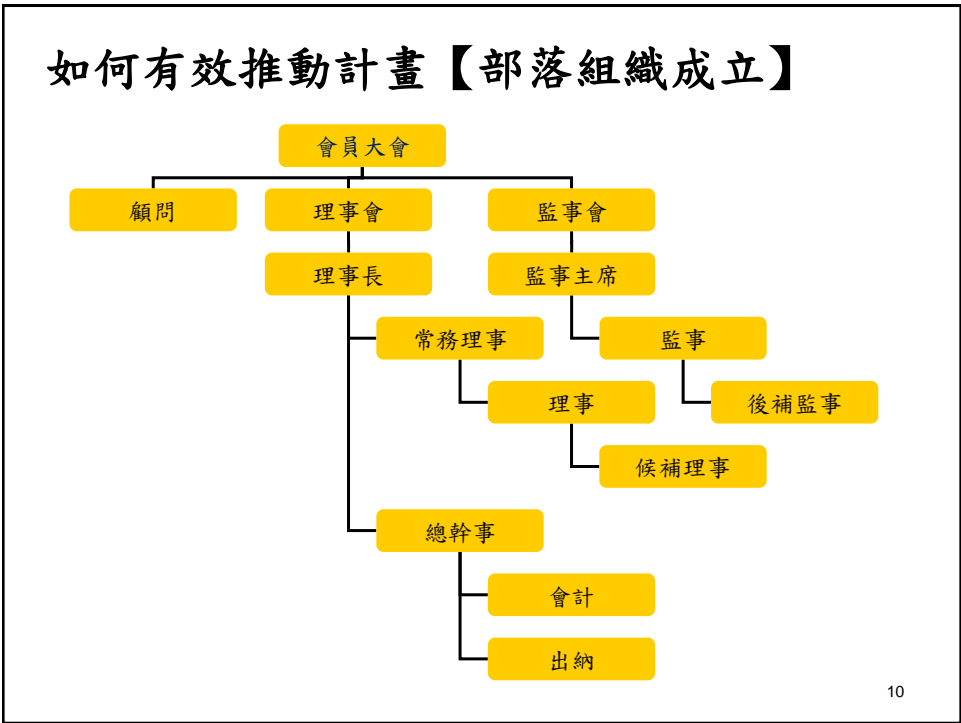 如何有效推動計畫【部落組織成立】
會員大會
顧問
理事會
監事會
理事長
監事主席
常務理事
監事
理事
後補監事
候補理事
總幹事
會計
出納
10